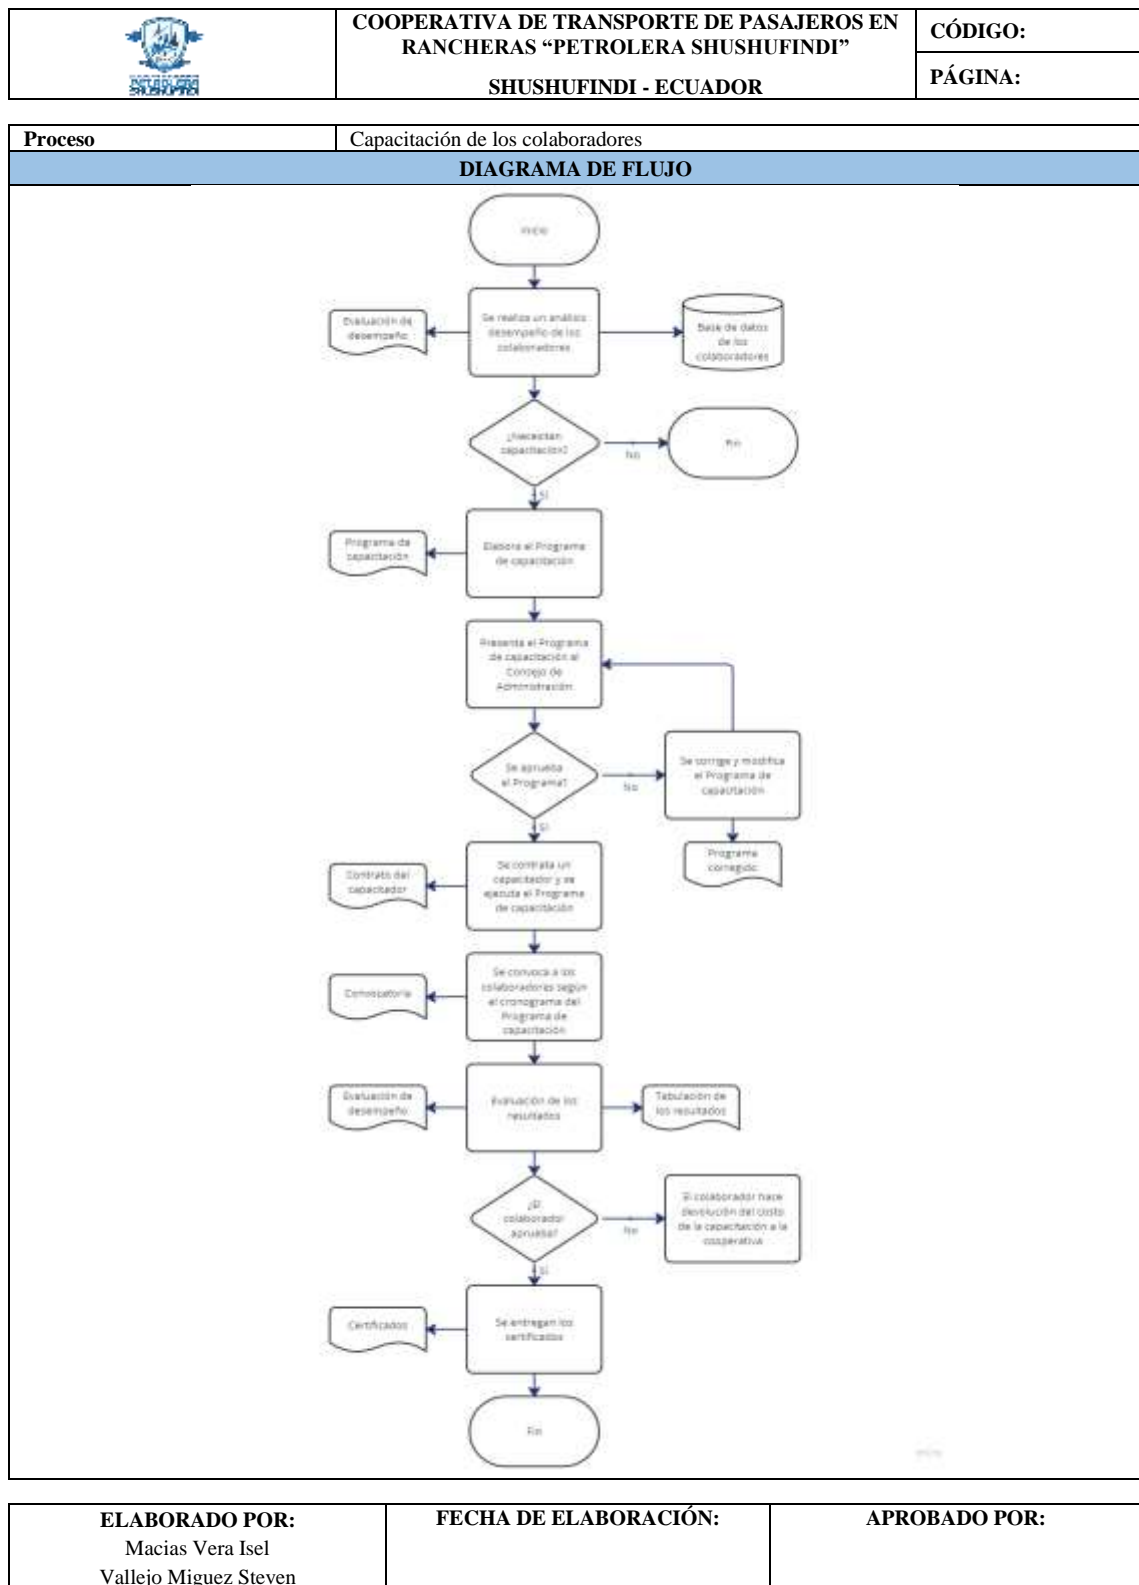 PETROLERA
SHUSHUFINDI
COOPERATIVA DE TRANSPORTE DE PASAJEROS EN
RANCHERAS “PETROLERA SHUSHUFINDI”
SHUSHUFINDI - ECUADOR
CÓDIGO:
PÁGINA:
Proceso
Capacitación de los colaboradores
DIAGRAMA DE FLUJO
Inicio
Evaluación de
desempeño
Se realiza un análisis
desempeño de los
colaboradores
Base de datos
de los
colaboradores
¿Necesitan
capacitación?
No
Fin
Sí
Programa de
capacitación
Elabora el Programa
de capacitación
Presenta el Programa
de capacitación al
Consejo de
Administración
Se aprueba
el Programa?
No
Se corrige y modifica
el Programa de
capacitación
Sí
Programa
corregido
Contrato del
capacitador
Se contrata un
capacitador y se
ejecuta el Programa
de capacitación
Convocatoria
Se convoca a los
colaboradores según
el cronograma del
Programa de
capacitación
Evaluación de
desempeño
Evaluación de los
resultados
Tabulación de
los resultados
¿El
colaborador
aprueba?
No
El colaborador hace
devolución del costo
de la capacitación a la
cooperativa
Sí
Certificados
Se entregan los
certificados
Fin
ELABORADO POR:
Macias Vera Isel
Vallejo Miguez Steven
FECHA DE ELABORACIÓN:
APROBADO POR: